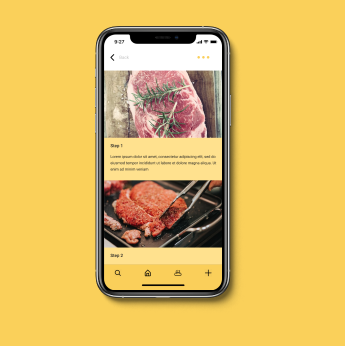 9:27
Back
Step 1
Lorem ipsum dolor sit amet, consectetur adipiscing elit, sed do
eiusmod tempor incididunt ut labore et dolore magna aliqua. Ut
enim ad minim veniam
Step 2